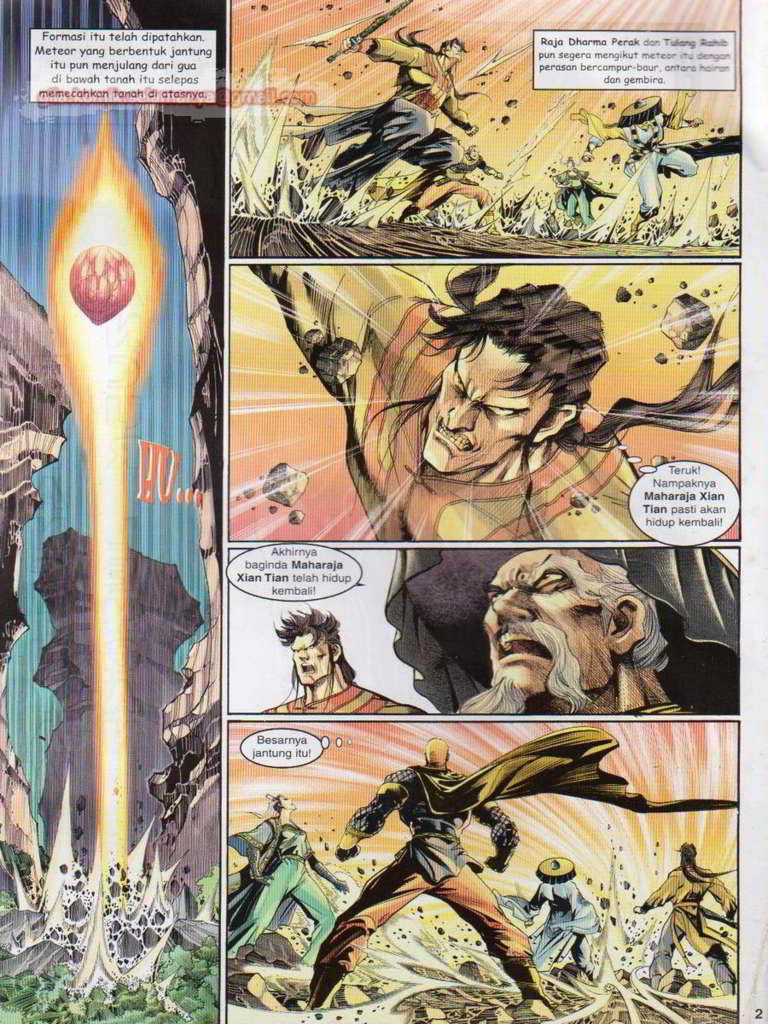 Formasi itu telah dipatahkan.
Meteor yang berbentuk jantung
itu pun menjulang dari gua
di bawah tanah itu selepas
memecahkan tanah di atasnya.
Raja Dharma Perak dan Tulang Rahib
pun segera mengikut meteor itu dengan
perasan bercampur-baur, antara hairan
dan gembira.
Teruk!
Nampaknya
Maharaja Xian
Tian pasti akan
hidup kembali!
Akhirnya
baginda Maharaja
Xian Tian telah hidup
kembali!
Besarnya
jantung itu!
2